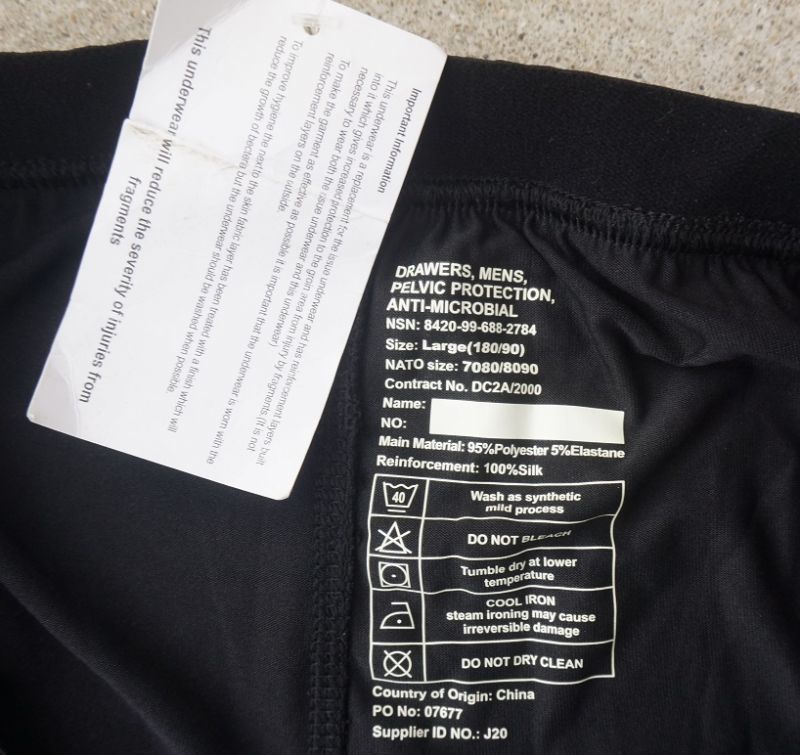 Important Information
This underwear is a replacement for the issue underwear and has reinforcement layers built
into it which gives increased protection to the groin area from injury by fragments (it is not
necessary to wear both the issue underwear and this underwear)
To make the garment as effective as possible it is important that the underwear is worn with the
reinforcement layers on the outside.
To improve hygiene the next to the skin fabric layer has been treated with a finish which will
reduce the growth of bectera but the underwear should be washed when possible.
This underwear will reduce the severity of injuries from
fragments
DRAWERS, MENS,
PELVIC PROTECTION,
ANTI-MICROBIAL
NSN: 8420-99-688-2784
Size: Large(180/90)
NATO size: 7080/8090
Contract No. DC2A/2000
Name:
NO:
Main Material: 95%Polyester 5%Elastane
Reinforcement: 100%Silk
40
Wash as synthetic
mild process
DO NOT BLEACH
Tumble dry at lower
temperature
COOL IRON
steam ironing may cause
irreversible damage
DO NOT DRY CLEAN
Country of Origin: China
PO No: 07677
Supplier ID NO.: J20